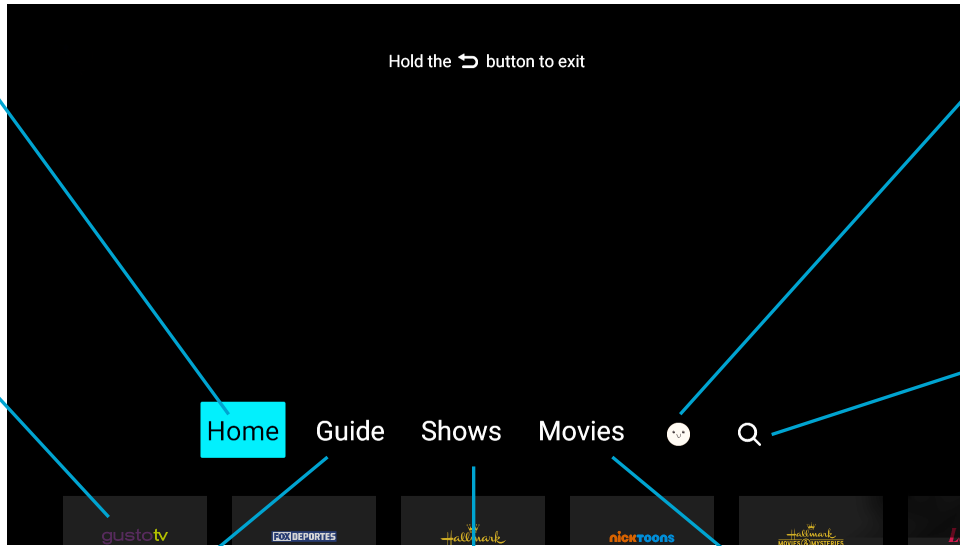 Hold the button to exit
Home Guide Shows Movies
gustotv FOX DEPORTES Hallmark nickToons Hallmark
MOVIES & MYSTERIES